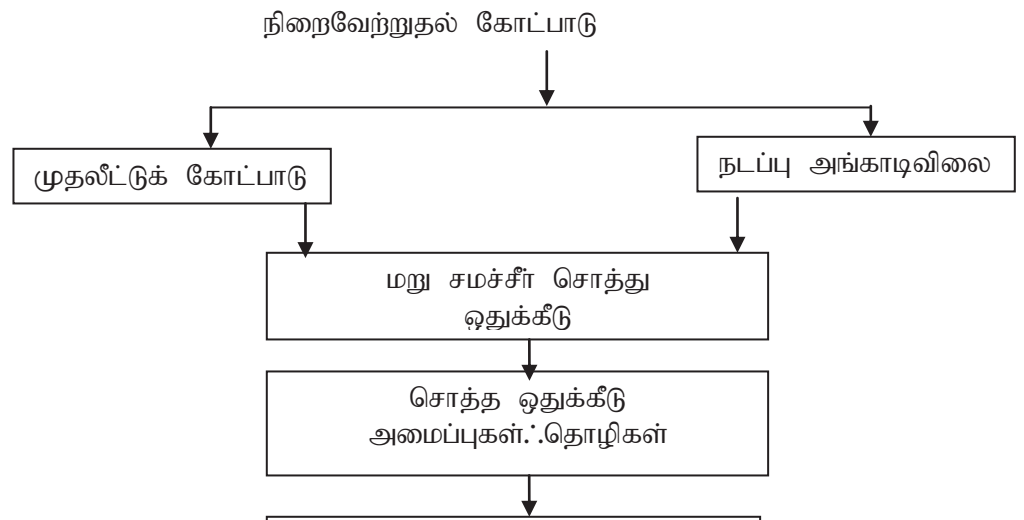 நிறைவேற்றுதல் கோட்பாடு
முதலீட்டுக் கோட்பாடு
நடப்பு அங்காடிவிலை
மறு சமச்சீர் சொத்து
ஒதுக்கீடு
சொத்த ஒதுக்கீடு
அமைப்புகள்ஃதொழிகள்